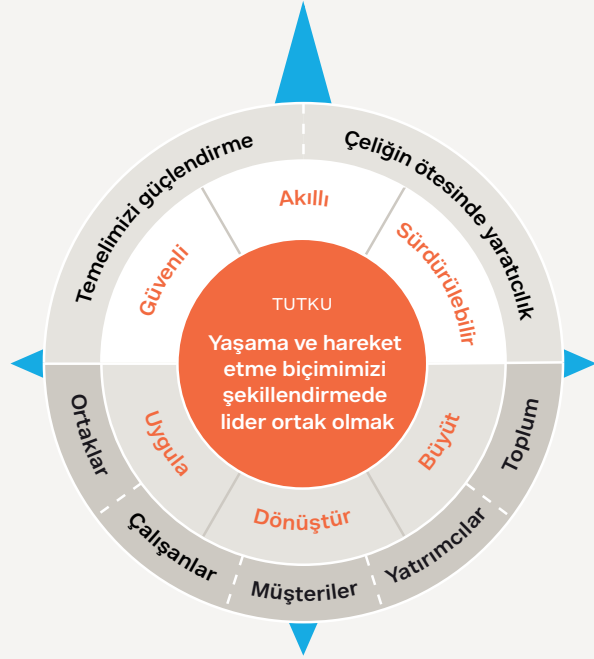 Temelimizi güçlendirme
Çeliğin ötesinde yaratıcılık
Güvenli
Akıllı
Sürdürülebilir
TUTKU
Yaşama ve hareket
etme biçimimizi
şekillendirmede
lider ortak olmak
Uygula
Dönüştür
Büyüt
Ortaklar
Çalışanlar
Müşteriler
Yatırımcılar
Toplum